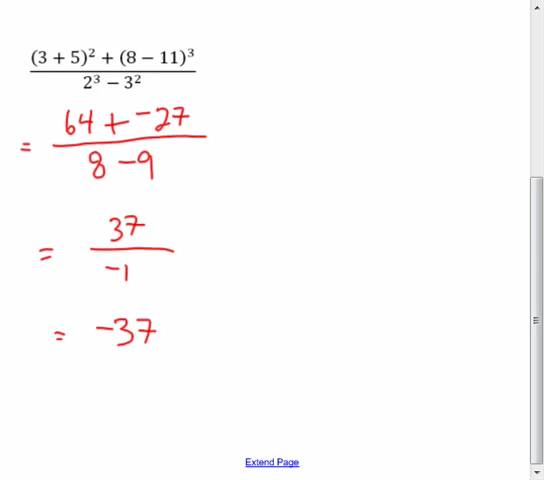 (3 + 5)² + (8 − 11)³
2³ − 3²
= 64 + -27
8 - 9
= 37
-1
= -37
Extend Page